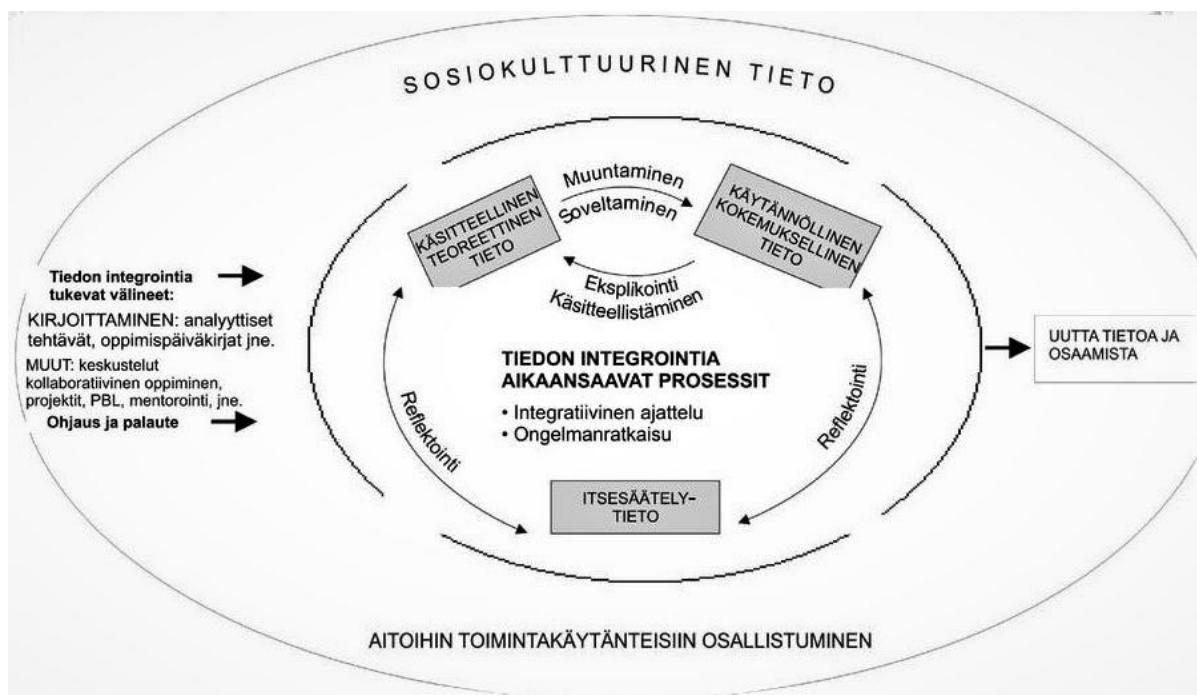 SOSIOKULTTUURINEN TIETO
KÄSITTEELLINEN
TEOREETTINEN
TIETO
Muuntaminen
Soveltaminen
KÄYTÄNNÖLLINEN
KOKEMUKSELLINEN
TIETO
Eksplikointi
Käsitteellistäminen
Tiedon integrointia
tukevat välineet:
KIRJOITTAMINEN: analyyttiset
tehtävät, oppimispäiväkirjat jne.
MUUT: keskustelut
kollaboratiivinen oppiminen,
projektit, PBL, mentorointi, jne.
Ohjaus ja palaute
TIEDON INTEGROINTIA
AIKAANSAAVAT PROSESSIT
• Integratiivinen ajattelu
• Ongelmanratkaisu
Reflektointi
Reflektointi
UUTTA TIETOA JA
OSAAMISTA
ITSESÄÄTELY-
TIETO
AITOIHIN TOIMINTAKÄYTÄNTEISIIN OSALLISTUMINEN